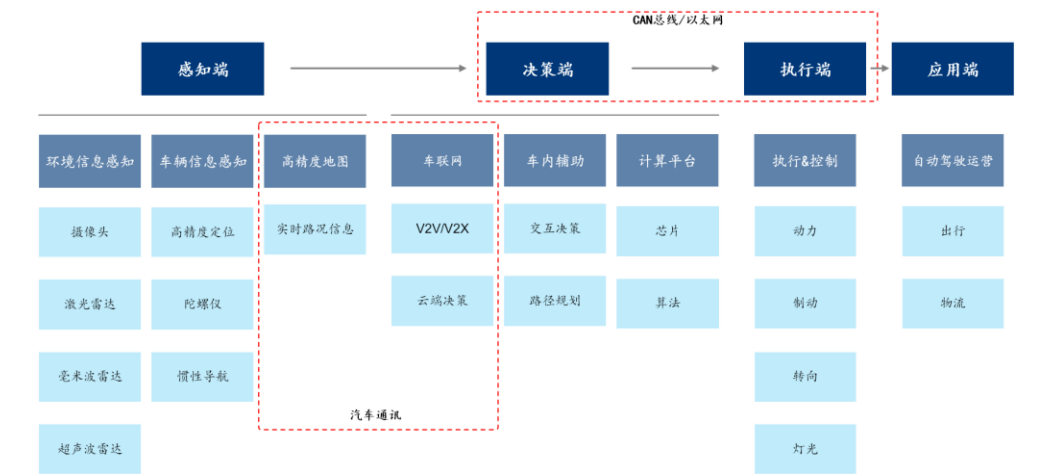 CAN总线/以太网
感知端
决策端
执行端
应用端
环境信息感知
车辆信息感知
高精度地图
车联网
车内辅助
计算平台
执行&控制
自动驾驶运营
摄像头
高精度定位
实时路况信息
V2V/V2X
交互决策
芯片
动力
出行
激光雷达
陀螺仪
云端决策
路径规划
算法
制动
物流
毫米波雷达
惯性导航
转向
汽车通讯
超声波雷达
灯光